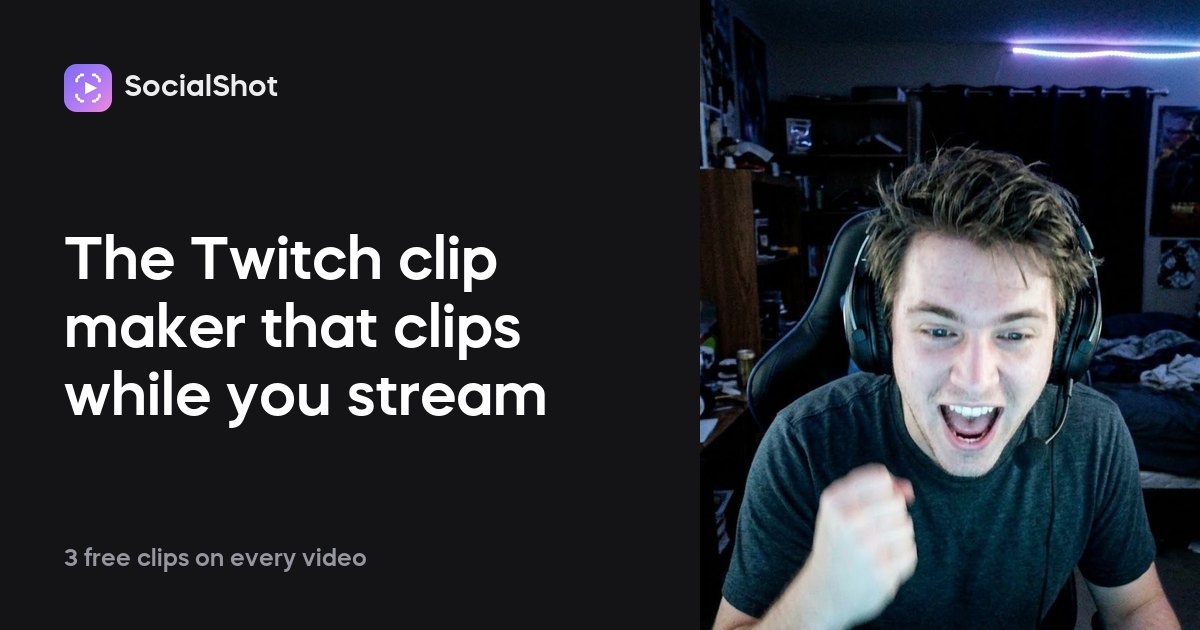 SocialShot
The Twitch clip
maker that clips
while you stream
3 free clips on every video